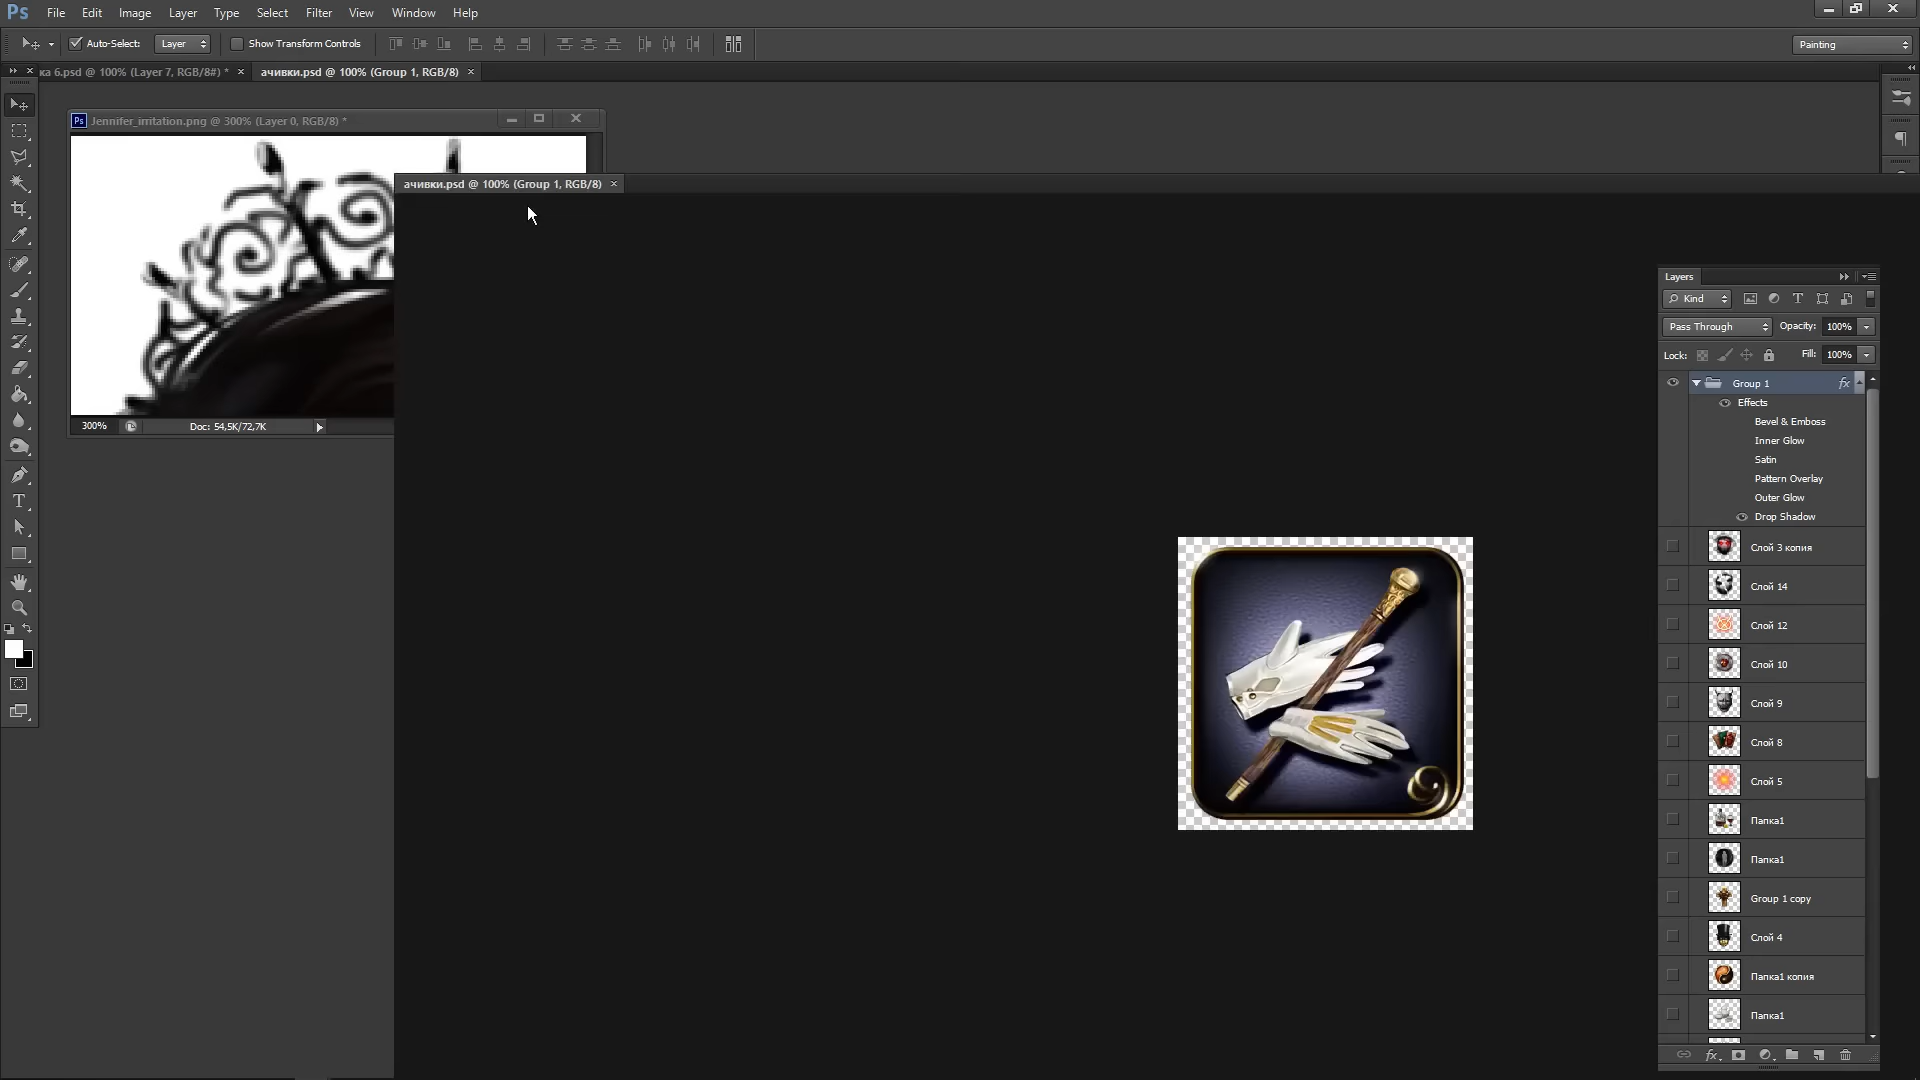 Ps File Edit Image Layer Type Select Filter View Window Help
Auto-Select: Layer Show Transform Controls Painting
ка 6.psd @ 100% (Layer 7, RGB/8#) * × ачивки.psd @ 100% (Group 1, RGB/8) ×
Ps Jennifer_irritation.png @ 300% (Layer 0, RGB/8) *
ачивки.psd @ 100% (Group 1, RGB/8) ×
300% Doc: 54,5K/72,7K
Layers
Kind
Pass Through Opacity: 100%
Lock: Fill: 100%
Group 1 fx
Effects
Bevel & Emboss
Inner Glow
Satin
Pattern Overlay
Outer Glow
Drop Shadow
Слой 3 копия
Слой 14
Слой 12
Слой 10
Слой 9
Слой 8
Слой 5
Папка1
Папка1
Group 1 copy
Слой 4
Папка1 копия
Папка1
fx